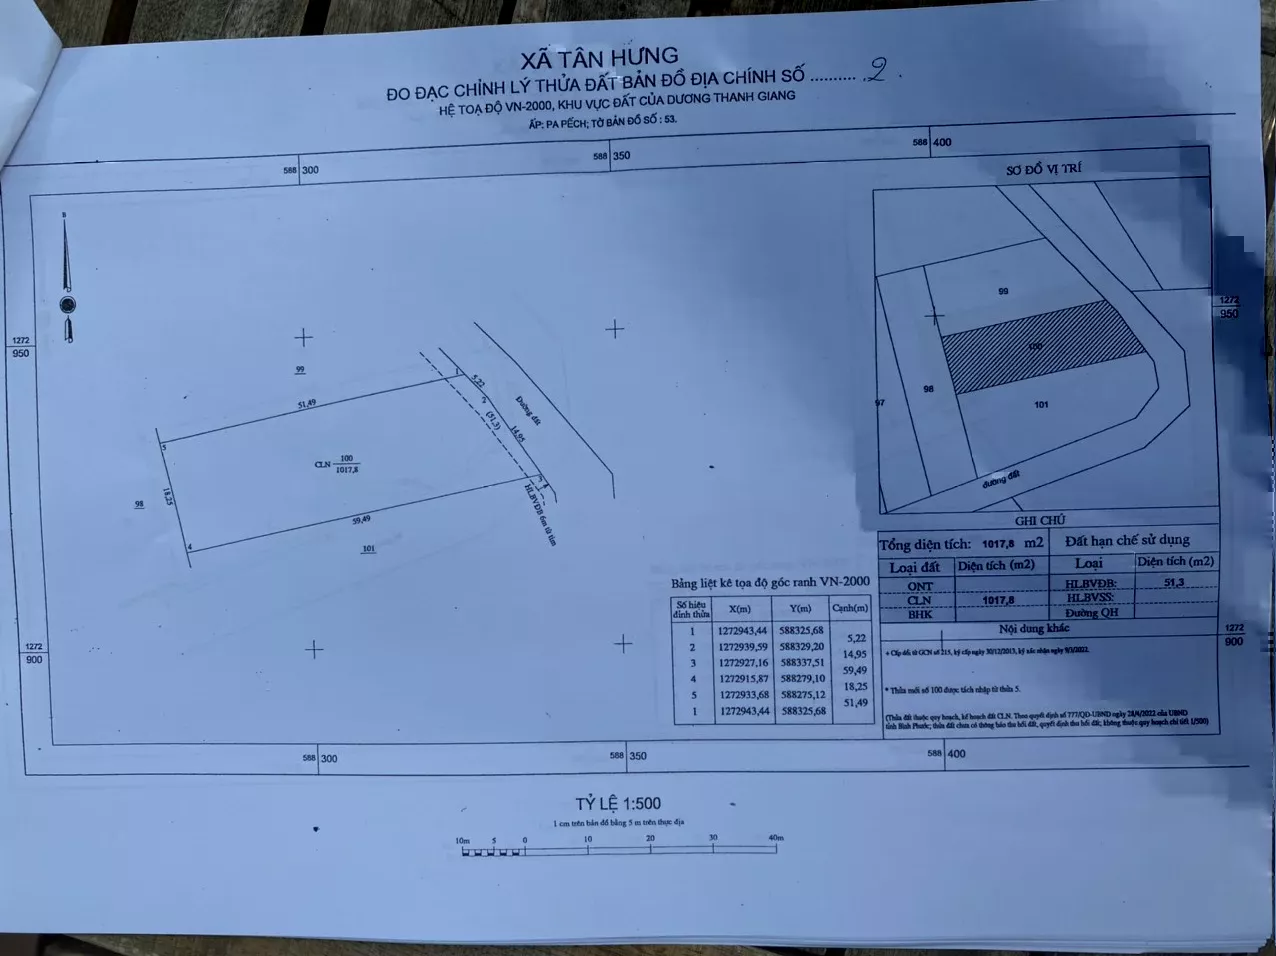 XÃ TÂN HƯNG
ĐO ĐẠC CHỈNH LÝ THỬA ĐẤT BẢN ĐỒ ĐỊA CHÍNH SỐ .......... 2 .
HỆ TOẠ ĐỘ VN-2000, KHU VỰC ĐẤT CỦA DƯƠNG THANH GIANG
ẤP: PA PẾCH; TỜ BẢN ĐỒ SỐ : 53.
588 300
588 350
588 400
B
1272
950
99
51,49
1
5,22
2
(51,3)
14,95
Đường đất
5
CLN 100
1017,8
98
18,25
4
59,49
101
HLBVĐB 6m từ tim
1272
900
SƠ ĐỒ VỊ TRÍ
99
100
98
97
101
đường đất
1272
950
GHI CHÚ
Tổng diện tích: 1017,8 m2 Đất hạn chế sử dụng
Loại đất Diện tích (m2) Loại Diện tích (m2)
ONT HLBVĐB: 51,3
CLN 1017,8 HLBVSS:
BHK Đường QH
Nội dung khác
+ Cấp đổi từ GCN số 215, ký cấp ngày 30/12/2013, ký xác nhận ngày 9/3/2022.
* Thửa mới số 100 được tách nhập từ thửa 5.
(Thửa đất thuộc quy hoạch, kế hoạch đất CLN. Theo quyết định số 777/QĐ-UBND ngày 28/4/2022 của UBND
tỉnh Bình Phước; thửa đất chưa có thông báo thu hồi đất, quyết định thu hồi đất; không thuộc quy hoạch chi tiết 1/500)
1272
900
Bảng liệt kê tọa độ góc ranh VN-2000
Số hiệu đỉnh thửa X(m) Y(m) Cạnh(m)
1 1272943,44 588325,68
5,22
2 1272939,59 588329,20
14,95
3 1272927,16 588337,51
59,49
4 1272915,87 588279,10
18,25
5 1272933,68 588275,12
51,49
1 1272943,44 588325,68
588 300
588 350
588 400
TỶ LỆ 1:500
1 cm trên bản đồ bằng 5 m trên thực địa
10m 5 0 10 20 30 40m